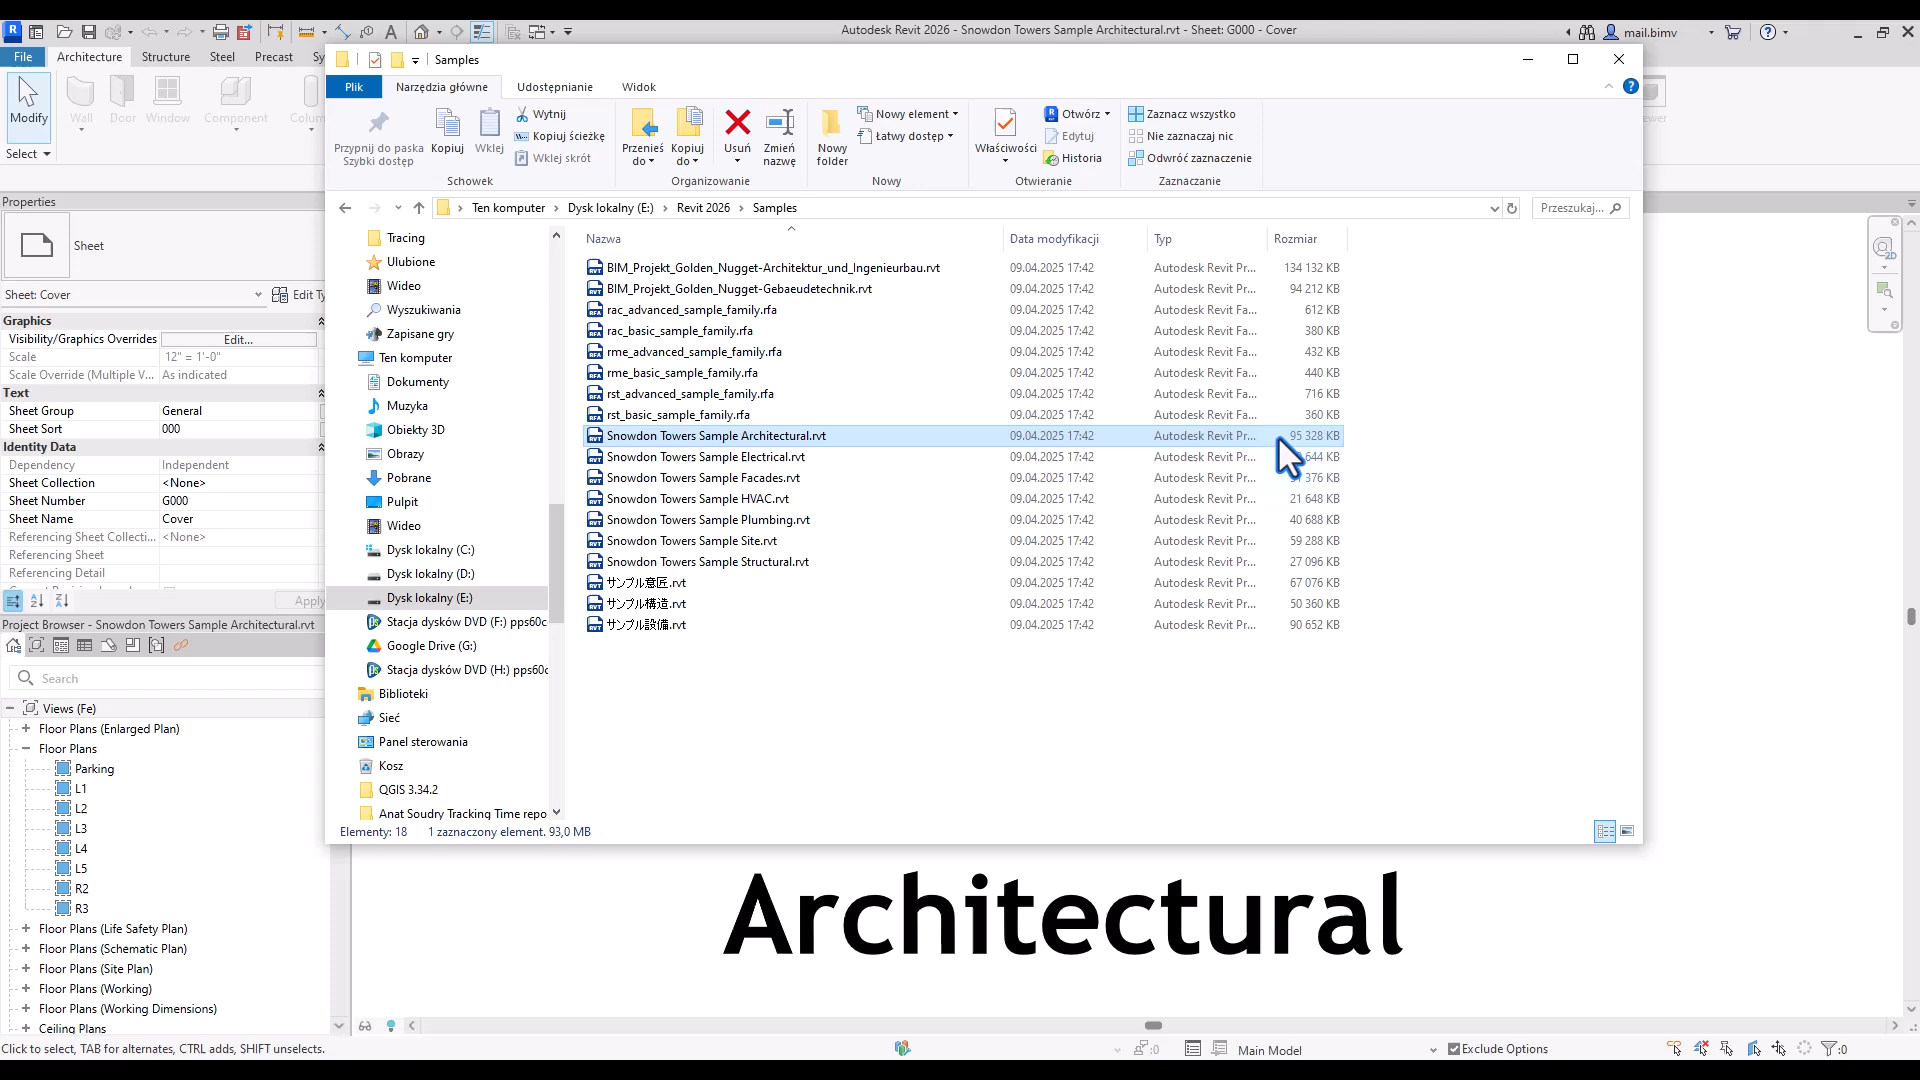 Autodesk Revit 2026 - Snowdon Towers Sample Architectural.rvt - Sheet: G000 - Cover
mail.bimv
File
Architecture
Structure
Steel
Precast
Modify
Wall
Door
Window
Component
Select
Properties
Sheet
Sheet: Cover
Graphics
Visibility/Graphics Overrides
Edit...
Scale
12" = 1'-0"
Scale Override (Multiple V...
As indicated
Text
Sheet Group
General
Sheet Sort
000
Identity Data
Dependency
Independent
Sheet Collection
<None>
Sheet Number
G000
Sheet Name
Cover
Referencing Sheet Collecti...
<None>
Referencing Sheet
Referencing Detail
Apply
Project Browser - Snowdon Towers Sample Architectural.rvt
Search
Views (Fe)
Floor Plans (Enlarged Plan)
Floor Plans
Parking
L1
L2
L3
L4
L5
R2
R3
Floor Plans (Life Safety Plan)
Floor Plans (Schematic Plan)
Floor Plans (Site Plan)
Floor Plans (Working)
Floor Plans (Working Dimensions)
Ceiling Plans
Click to select, TAB for alternates, CTRL adds, SHIFT unselects.
Samples
Plik
Narzędzia główne
Udostępnianie
Widok
Przypnij do paska
Szybki dostęp
Kopiuj
Wklej
Wytnij
Kopiuj ścieżkę
Wklej skrót
Schowek
Przenieś
do
Kopiuj
do
Usuń
Zmień
nazwę
Organizowanie
Nowy
folder
Nowy element
Łatwy dostęp
Nowy
Właściwości
Otwórz
Edytuj
Historia
Otwieranie
Zaznacz wszystko
Nie zaznaczaj nic
Odwróć zaznaczenie
Zaznaczanie
Ten komputer
Dysk lokalny (E:)
Revit 2026
Samples
Przeszukaj...
Tracing
Ulubione
Wideo
Wyszukiwania
Zapisane gry
Ten komputer
Dokumenty
Muzyka
Obiekty 3D
Obrazy
Pobrane
Pulpit
Wideo
Dysk lokalny (C:)
Dysk lokalny (D:)
Dysk lokalny (E:)
Stacja dysków DVD (F:) pps60c
Google Drive (G:)
Stacja dysków DVD (H:) pps60c
Biblioteki
Sieć
Panel sterowania
Kosz
QGIS 3.34.2
Anat Soudry Tracking Time repo
Nazwa Data modyfikacji Typ Rozmiar
BIM_Projekt_Golden_Nugget-Architektur_und_Ingenieurbau.rvt 09.04.2025 17:42 Autodesk Revit Pr... 134 132 KB
BIM_Projekt_Golden_Nugget-Gebaeudetechnik.rvt 09.04.2025 17:42 Autodesk Revit Pr... 94 212 KB
rac_advanced_sample_family.rfa 09.04.2025 17:42 Autodesk Revit Fa... 612 KB
rac_basic_sample_family.rfa 09.04.2025 17:42 Autodesk Revit Fa... 380 KB
rme_advanced_sample_family.rfa 09.04.2025 17:42 Autodesk Revit Fa... 432 KB
rme_basic_sample_family.rfa 09.04.2025 17:42 Autodesk Revit Fa... 440 KB
rst_advanced_sample_family.rfa 09.04.2025 17:42 Autodesk Revit Fa... 716 KB
rst_basic_sample_family.rfa 09.04.2025 17:42 Autodesk Revit Fa... 360 KB
Snowdon Towers Sample Architectural.rvt 09.04.2025 17:42 Autodesk Revit Pr... 95 328 KB
Snowdon Towers Sample Electrical.rvt 09.04.2025 17:42 Autodesk Revit Pr... 644 KB
Snowdon Towers Sample Facades.rvt 09.04.2025 17:42 Autodesk Revit Pr... 376 KB
Snowdon Towers Sample HVAC.rvt 09.04.2025 17:42 Autodesk Revit Pr... 21 648 KB
Snowdon Towers Sample Plumbing.rvt 09.04.2025 17:42 Autodesk Revit Pr... 40 688 KB
Snowdon Towers Sample Site.rvt 09.04.2025 17:42 Autodesk Revit Pr... 59 288 KB
Snowdon Towers Sample Structural.rvt 09.04.2025 17:42 Autodesk Revit Pr... 27 096 KB
サンプル意匠.rvt 09.04.2025 17:42 Autodesk Revit Pr... 67 076 KB
サンプル構造.rvt 09.04.2025 17:42 Autodesk Revit Pr... 50 360 KB
サンプル設備.rvt 09.04.2025 17:42 Autodesk Revit Pr... 90 652 KB
Elementy: 18 1 zaznaczony element. 93,0 MB
Architectural
:0
Main Model
Exclude Options
:0